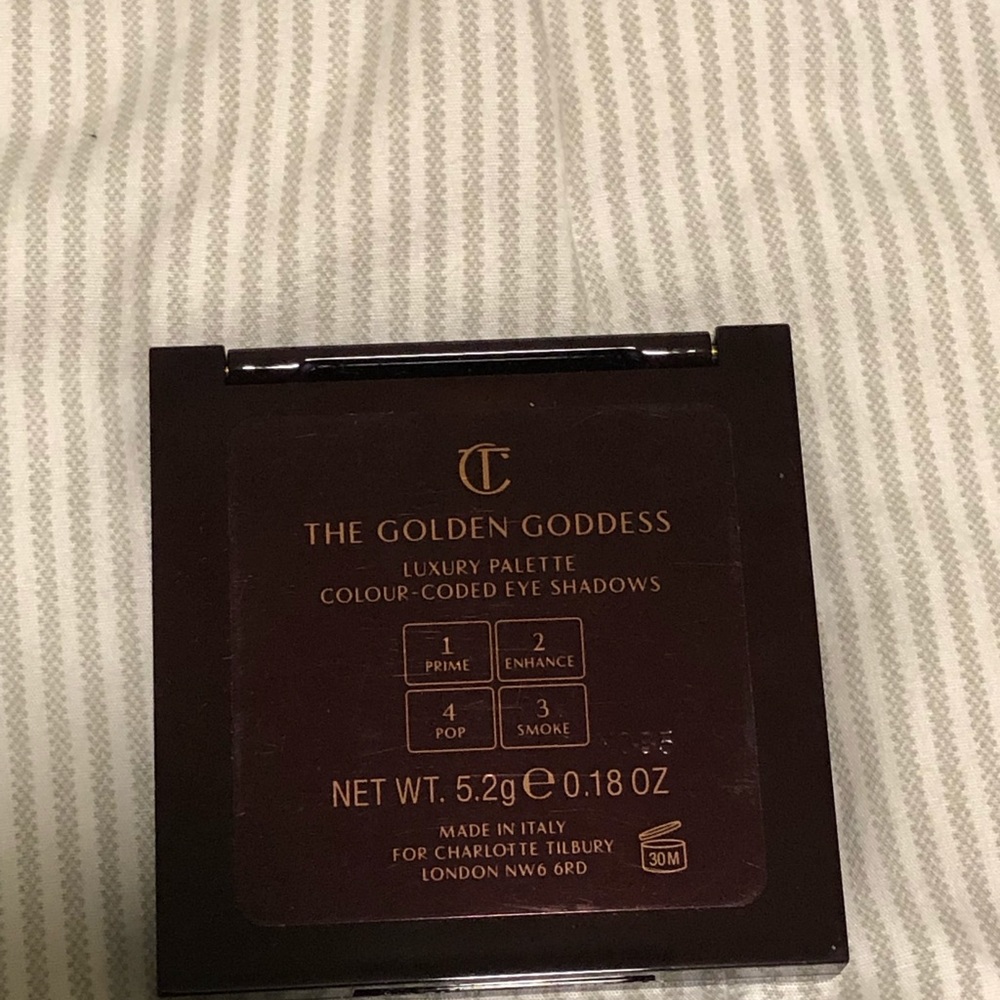 CT
THE GOLDEN GODDESS
LUXURY PALETTE
COLOUR-CODED EYE SHADOWS
1 2
PRIME ENHANCE
4 3
POP SMOKE
NET WT. 5.2g e 0.18 OZ
MADE IN ITALY
FOR CHARLOTTE TILBURY
LONDON NW6 6RD
30M